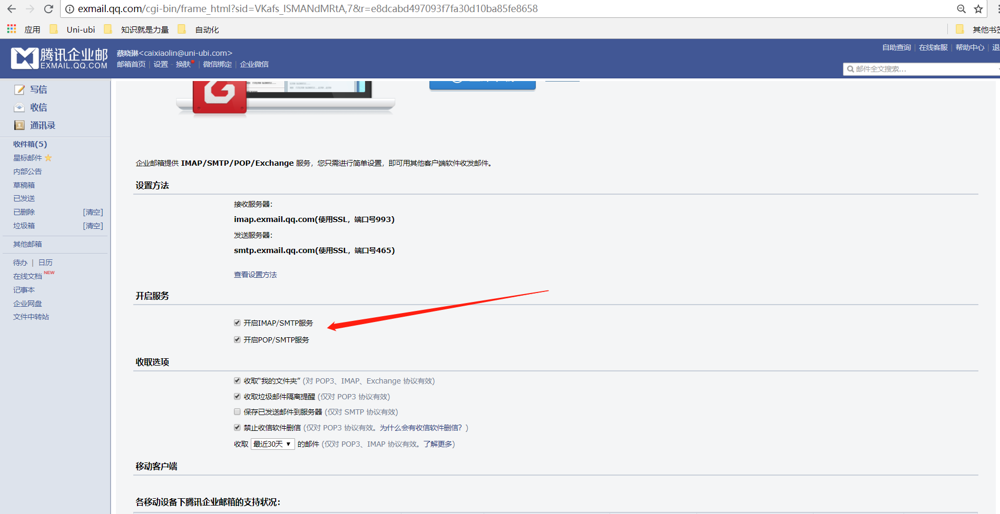 exmail.qq.com/cgi-bin/frame_html?sid=VKafs_ISMANdMRtA,7&r=e8dcabd497093f7fa30d10ba85fe8658
应用 Uni-ubi 知识就是力量 自动化 其他书签
腾讯企业邮
EXMAIL.QQ.COM
蔡晓琳<caixiaolin@uni-ubi.com>
邮箱首页 | 设置 - 换肤 | 微信绑定 | 企业微信
自助查询 | 在线客服 | 帮助中心 | 退
邮件全文搜索...
写信
收信
通讯录
收件箱(5)
星标邮件
内部公告
草稿箱
已发送
已删除 [清空]
垃圾箱 [清空]
其他邮箱
待办 | 日历
在线文档 NEW
记事本
企业网盘
文件中转站
企业邮箱提供 IMAP/SMTP/POP/Exchange 服务，您只需进行简单设置，即可用其他客户端软件收发邮件。
设置方法
接收服务器：
imap.exmail.qq.com(使用SSL，端口号993)
发送服务器：
smtp.exmail.qq.com(使用SSL，端口号465)
查看设置方法
开启服务
开启IMAP/SMTP服务
开启POP/SMTP服务
收取选项
收取“我的文件夹” (对 POP3、IMAP、Exchange 协议有效)
收取垃圾邮件隔离提醒 (仅对 POP3 协议有效)
保存已发送邮件到服务器 (仅对 SMTP 协议有效)
禁止收信软件删信 (仅对 POP3 协议有效。为什么会有收信软件删信？)
收取 最近30天 的邮件 (仅对 POP3、IMAP 协议有效。了解更多)
移动客户端
各移动设备下腾讯企业邮箱的支持状况：